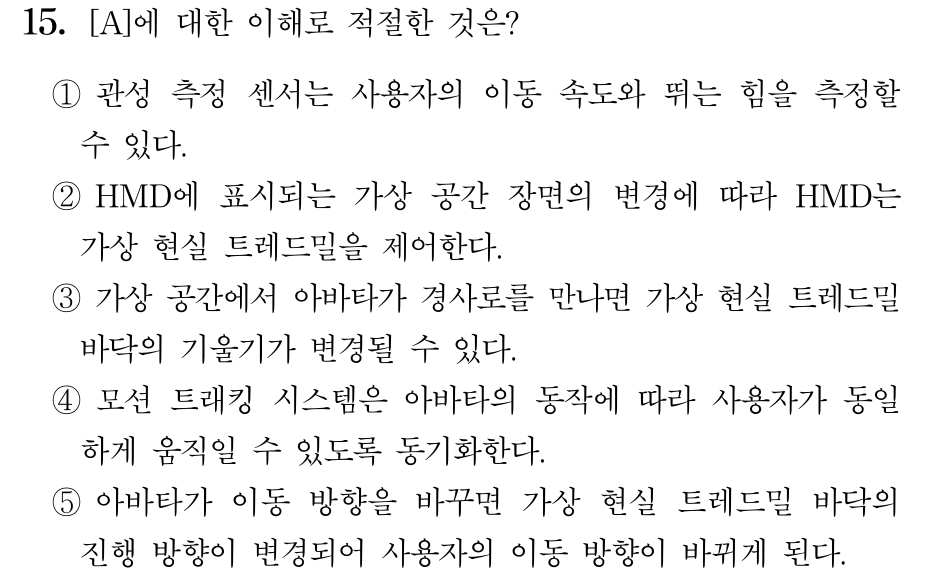 15. [A]에 대한 이해로 적절한 것은?
① 관성 측정 센서는 사용자의 이동 속도와 뛰는 힘을 측정할
수 있다.
② HMD에 표시되는 가상 공간 장면의 변경에 따라 HMD는
가상 현실 트레드밀을 제어한다.
③ 가상 공간에서 아바타가 경사로를 만나면 가상 현실 트레드밀
바닥의 기울기가 변경될 수 있다.
④ 모션 트래킹 시스템은 아바타의 동작에 따라 사용자가 동일
하게 움직일 수 있도록 동기화한다.
⑤ 아바타가 이동 방향을 바꾸면 가상 현실 트레드밀 바닥의
진행 방향이 변경되어 사용자의 이동 방향이 바뀌게 된다.